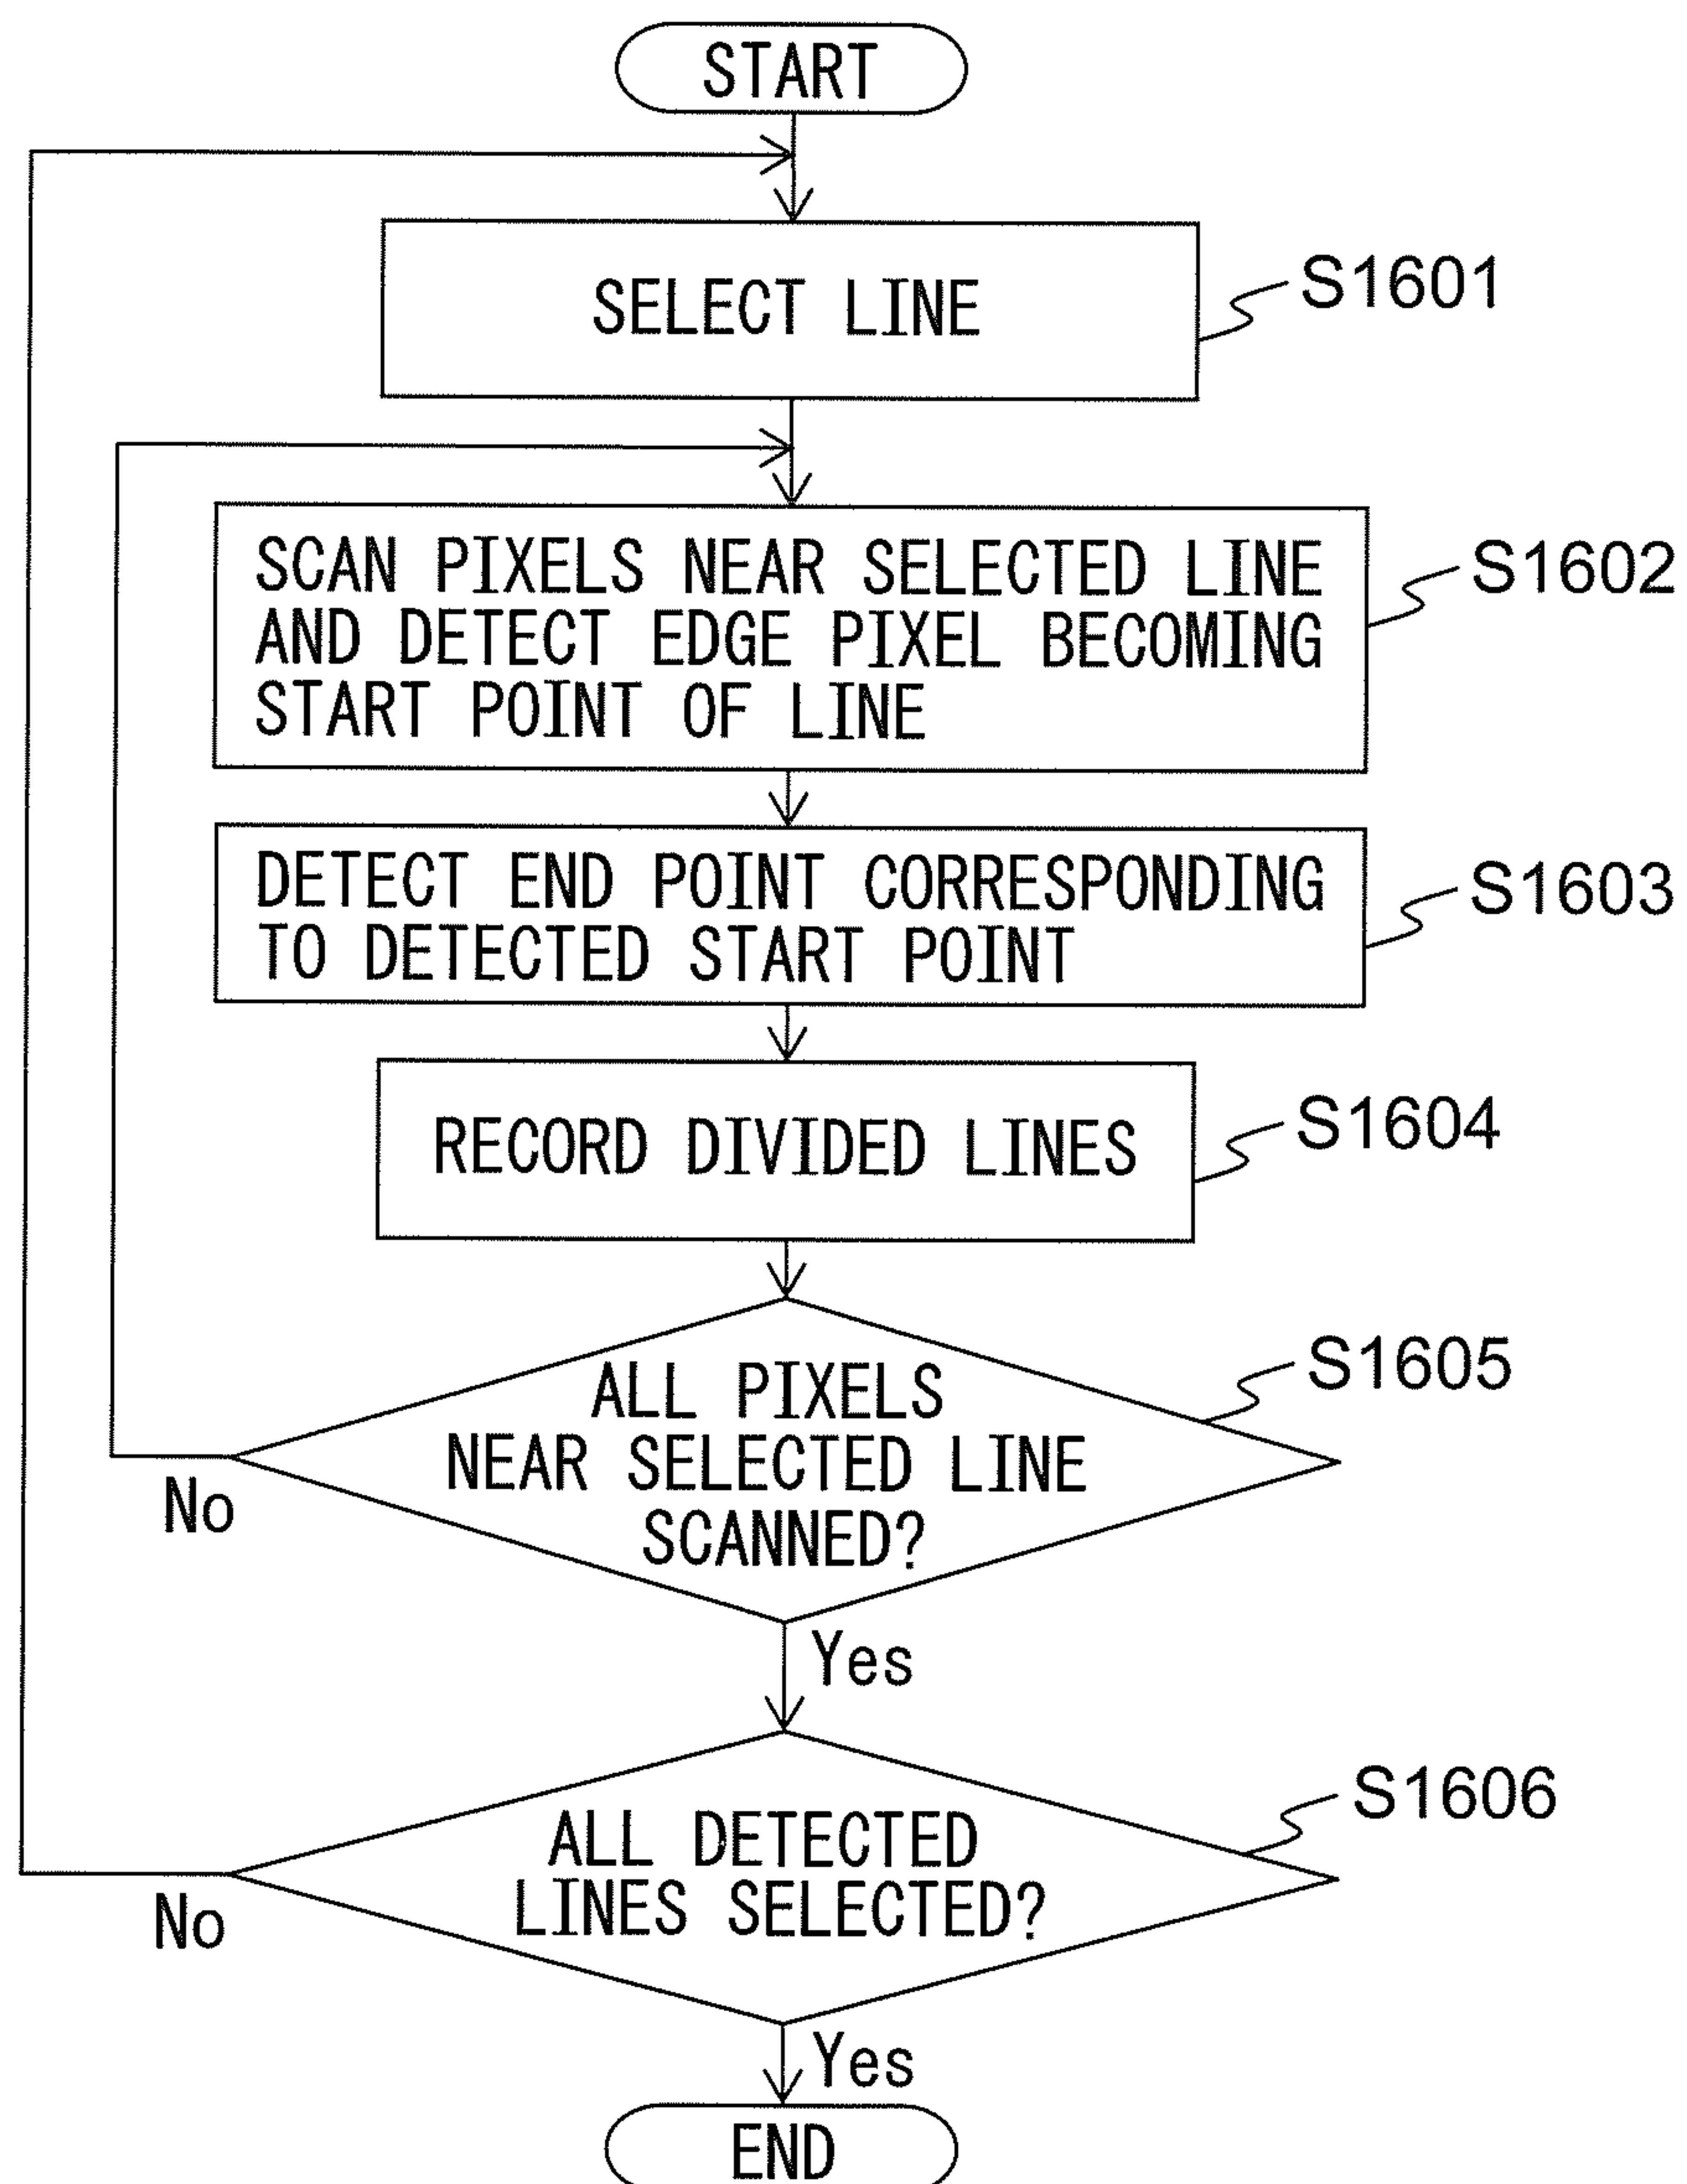 START
SELECT LINE
S1601
SCAN PIXELS NEAR SELECTED LINE
AND DETECT EDGE PIXEL BECOMING
START POINT OF LINE
S1602
DETECT END POINT CORRESPONDING
TO DETECTED START POINT
S1603
RECORD DIVIDED LINES
S1604
ALL PIXELS
NEAR SELECTED LINE
SCANNED?
S1605
No
Yes
ALL DETECTED
LINES SELECTED?
S1606
No
Yes
END